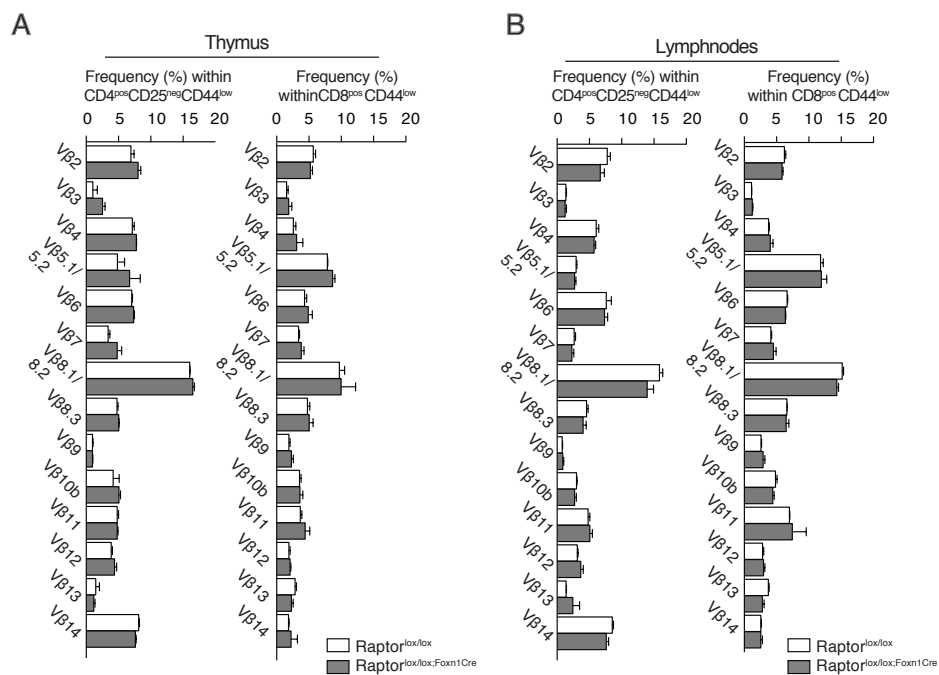 A
Thymus
Frequency (%) within
CD4posCD25negCD44low
0 5 10 15 20
Vβ2
Vβ3
Vβ4
Vβ5.1/
5.2
Vβ6
Vβ7
Vβ8.1/
8.2
Vβ8.3
Vβ9
Vβ10b
Vβ11
Vβ12
Vβ13
Vβ14
Frequency (%)
withinCD8pos CD44low
0 5 10 15 20
Vβ2
Vβ3
Vβ4
Vβ5.1/
5.2
Vβ6
Vβ7
Vβ8.1/
8.2
Vβ8.3
Vβ9
Vβ10b
Vβ11
Vβ12
Vβ13
Vβ14
Raptorlox/lox
Raptorlox/lox;Foxn1Cre
B
Lymphnodes
Frequency (%) within
CD4posCD25negCD44low
0 5 10 15 20
Vβ2
Vβ3
Vβ4
Vβ5.1/
5.2
Vβ6
Vβ7
Vβ8.1/
8.2
Vβ8.3
Vβ9
Vβ10b
Vβ11
Vβ12
Vβ13
Vβ14
Frequency (%)
within CD8pos CD44low
0 5 10 15 20
Vβ2
Vβ3
Vβ4
Vβ5.1/
5.2
Vβ6
Vβ7
Vβ8.1/
8.2
Vβ8.3
Vβ9
Vβ10b
Vβ11
Vβ12
Vβ13
Vβ14
Raptorlox/lox
Raptorlox/lox;Foxn1Cre